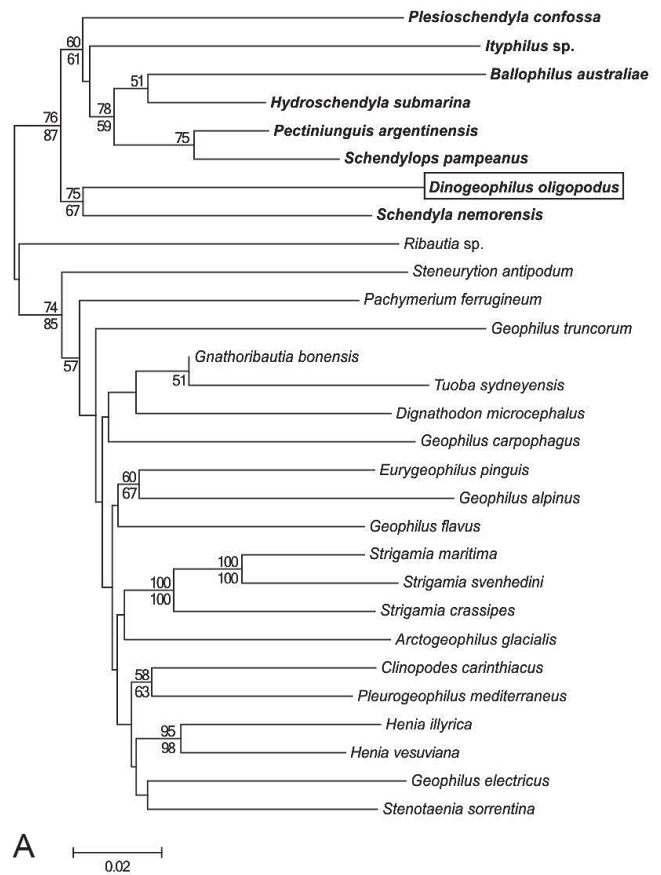 Plesioschendyla confossa
60
61
Ityphilus sp.
Ballophilus australiae
51
Hydroschendyla submarina
78
59
76
87
Pectiniunguis argentinensis
75
Schendylops pampeanus
Dinogeophilus oligopodus
75
67
Schendyla nemorensis
Ribautia sp.
Steneurytion antipodum
74
85
Pachymerium ferrugineum
Geophilus truncorum
57
Gnathoribautia bonensis
51
Tuoba sydneyensis
Dignathodon microcephalus
Geophilus carpophagus
Eurygeophilus pinguis
60
67
Geophilus alpinus
Geophilus flavus
Strigamia maritima
100
100
Strigamia svenhedini
100
100
Strigamia crassipes
Arctogeophilus glacialis
Clinopodes carinthiacus
58
63
Pleurogeophilus mediterraneus
Henia illyrica
95
98
Henia vesuviana
Geophilus electricus
Stenotaenia sorrentina
A
0.02